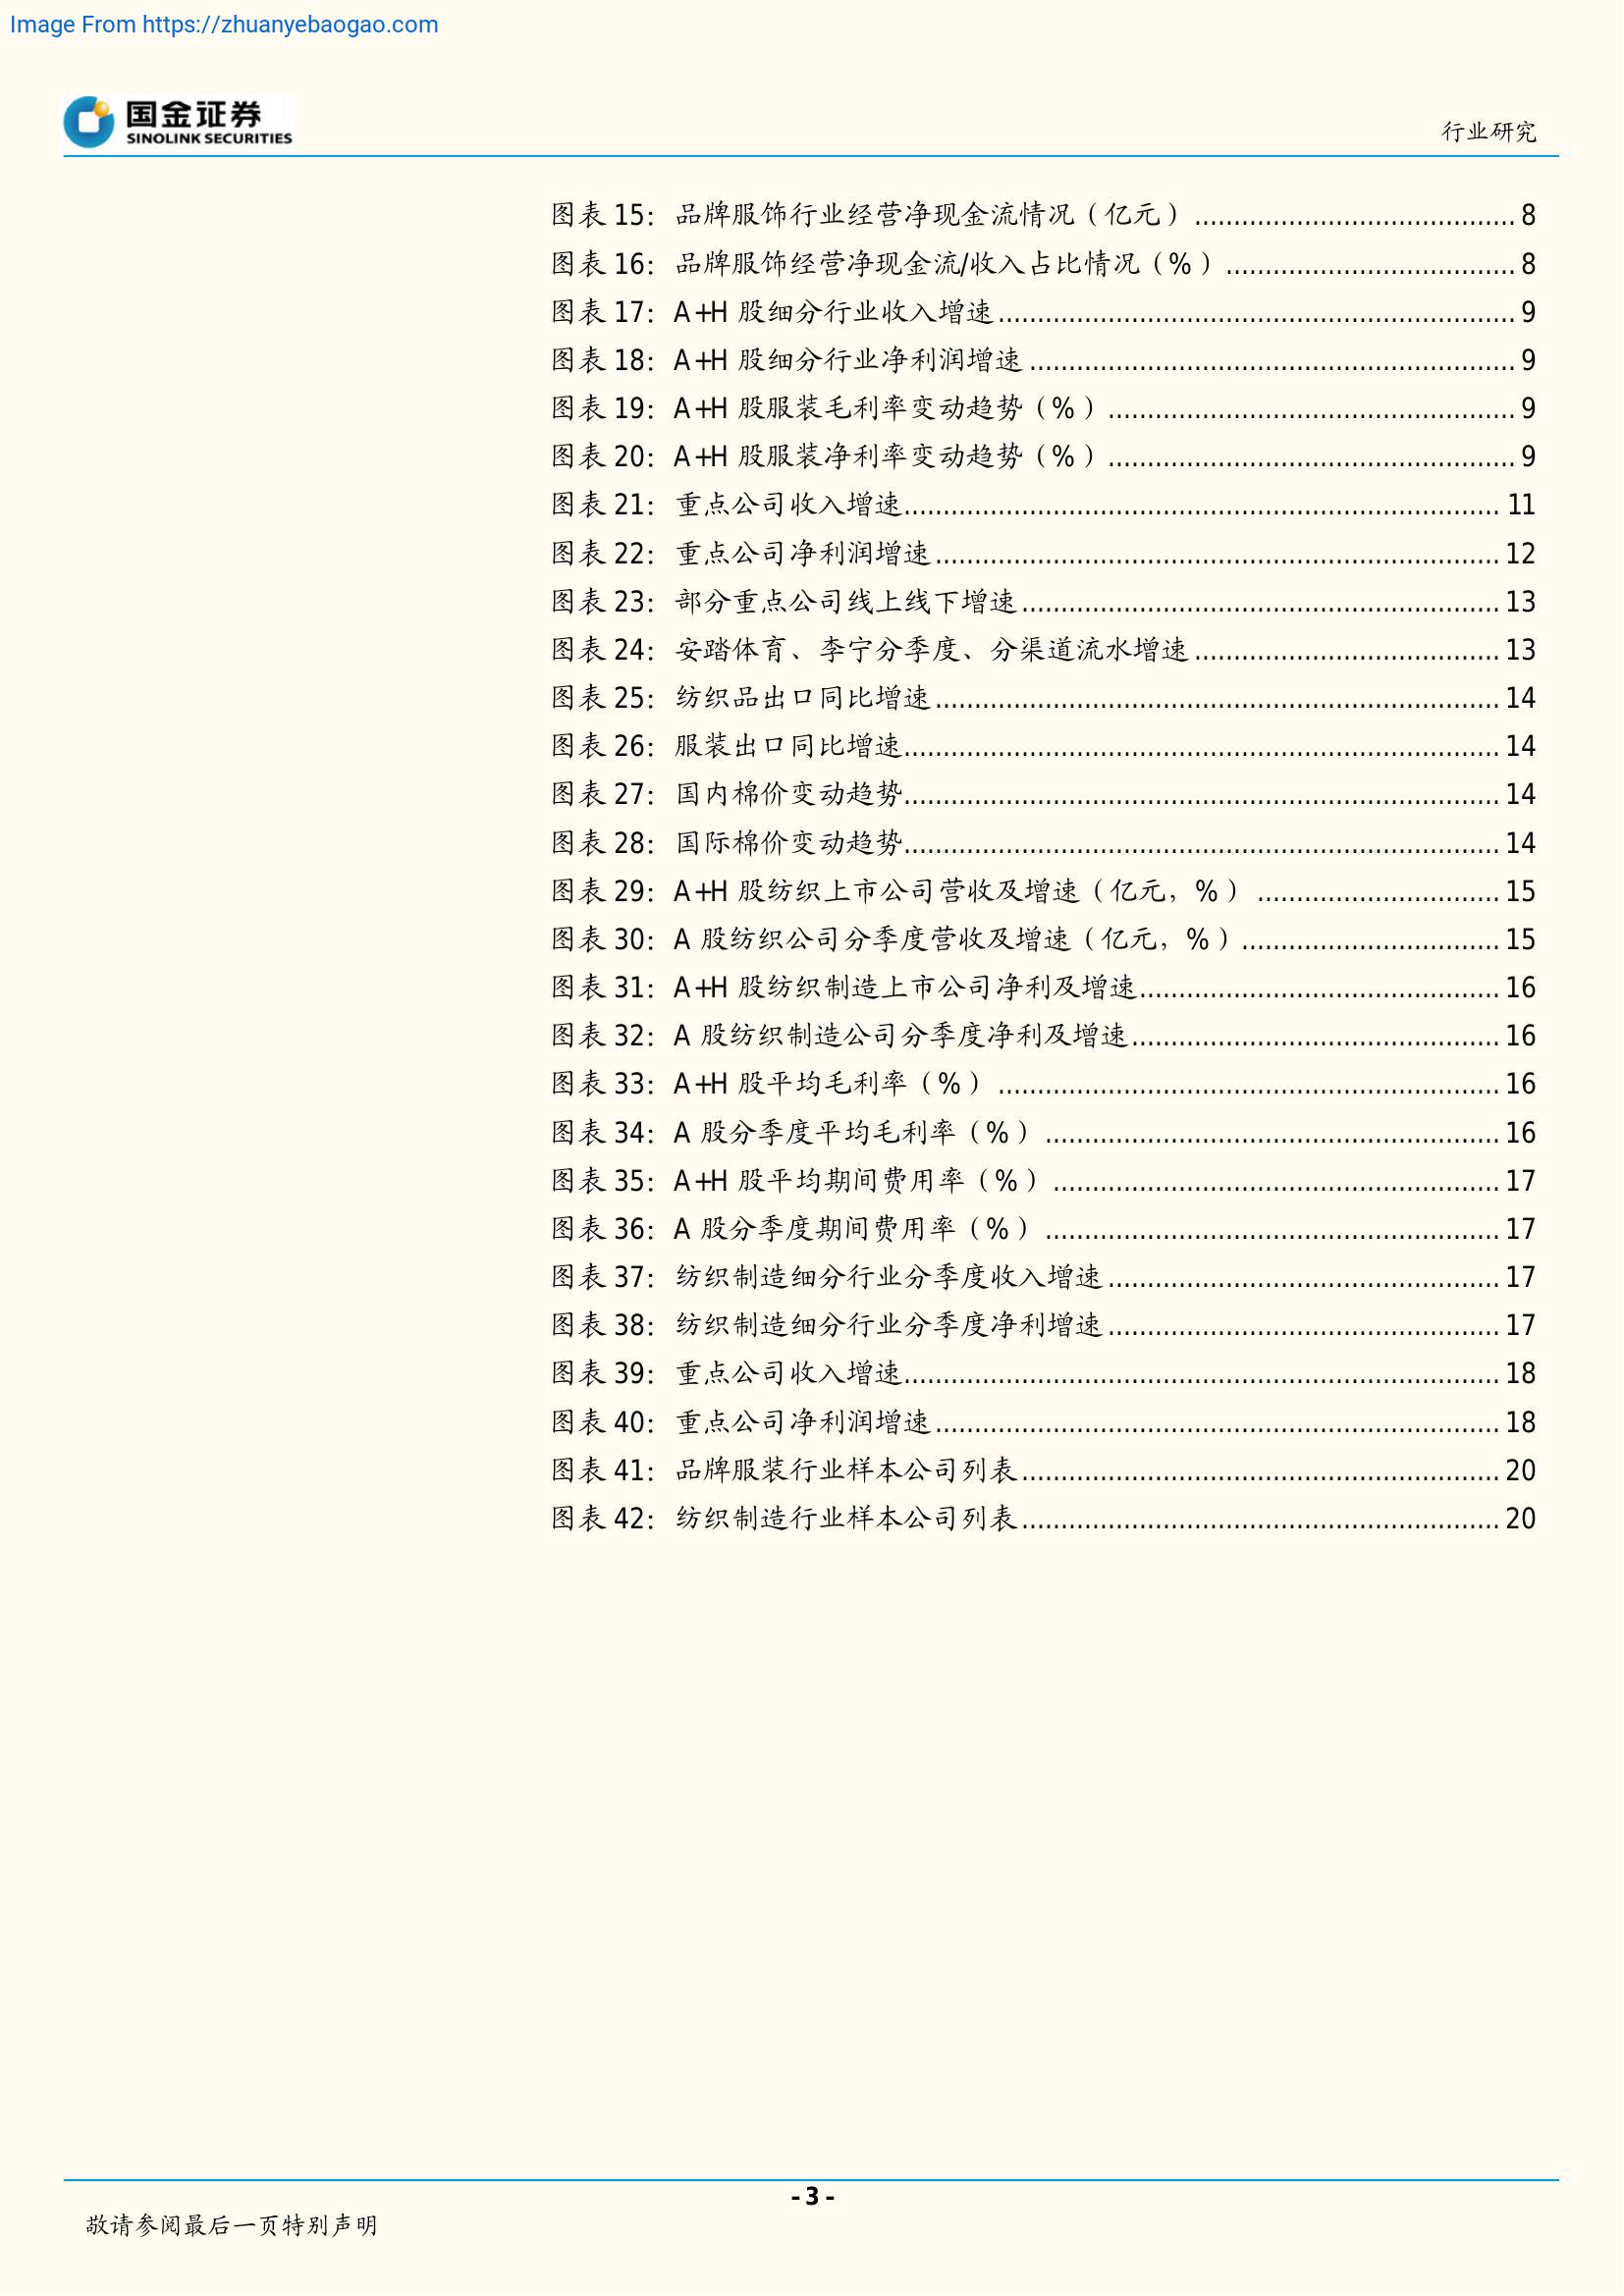 Image From https://zhuanyebaogao.com
国金证券
SINOLINK SECURITIES
行业研究
图表 15：品牌服饰行业经营净现金流情况（亿元）........................................ 8
图表 16：品牌服饰经营净现金流/收入占比情况（%）.................................... 8
图表 17：A+H 股细分行业收入增速................................................................. 9
图表 18：A+H 股细分行业净利润增速............................................................. 9
图表 19：A+H 股服装毛利率变动趋势（%）................................................... 9
图表 20：A+H 股服装净利率变动趋势（%）................................................... 9
图表 21：重点公司收入增速........................................................................... 11
图表 22：重点公司净利润增速....................................................................... 12
图表 23：部分重点公司线上线下增速............................................................ 13
图表 24：安踏体育、李宁分季度、分渠道流水增速...................................... 13
图表 25：纺织品出口同比增速....................................................................... 14
图表 26：服装出口同比增速........................................................................... 14
图表 27：国内棉价变动趋势........................................................................... 14
图表 28：国际棉价变动趋势........................................................................... 14
图表 29：A+H 股纺织上市公司营收及增速（亿元，%）.............................. 15
图表 30：A 股纺织公司分季度营收及增速（亿元，%）................................ 15
图表 31：A+H 股纺织制造上市公司净利及增速............................................. 16
图表 32：A 股纺织制造公司分季度净利及增速.............................................. 16
图表 33：A+H 股平均毛利率（%）............................................................... 16
图表 34：A 股分季度平均毛利率（%）......................................................... 16
图表 35：A+H 股平均期间费用率（%）........................................................ 17
图表 36：A 股分季度期间费用率（%）......................................................... 17
图表 37：纺织制造细分行业分季度收入增速................................................. 17
图表 38：纺织制造细分行业分季度净利增速................................................. 17
图表 39：重点公司收入增速........................................................................... 18
图表 40：重点公司净利润增速....................................................................... 18
图表 41：品牌服装行业样本公司列表............................................................ 20
图表 42：纺织制造行业样本公司列表............................................................ 20
- 3 -
敬请参阅最后一页特别声明